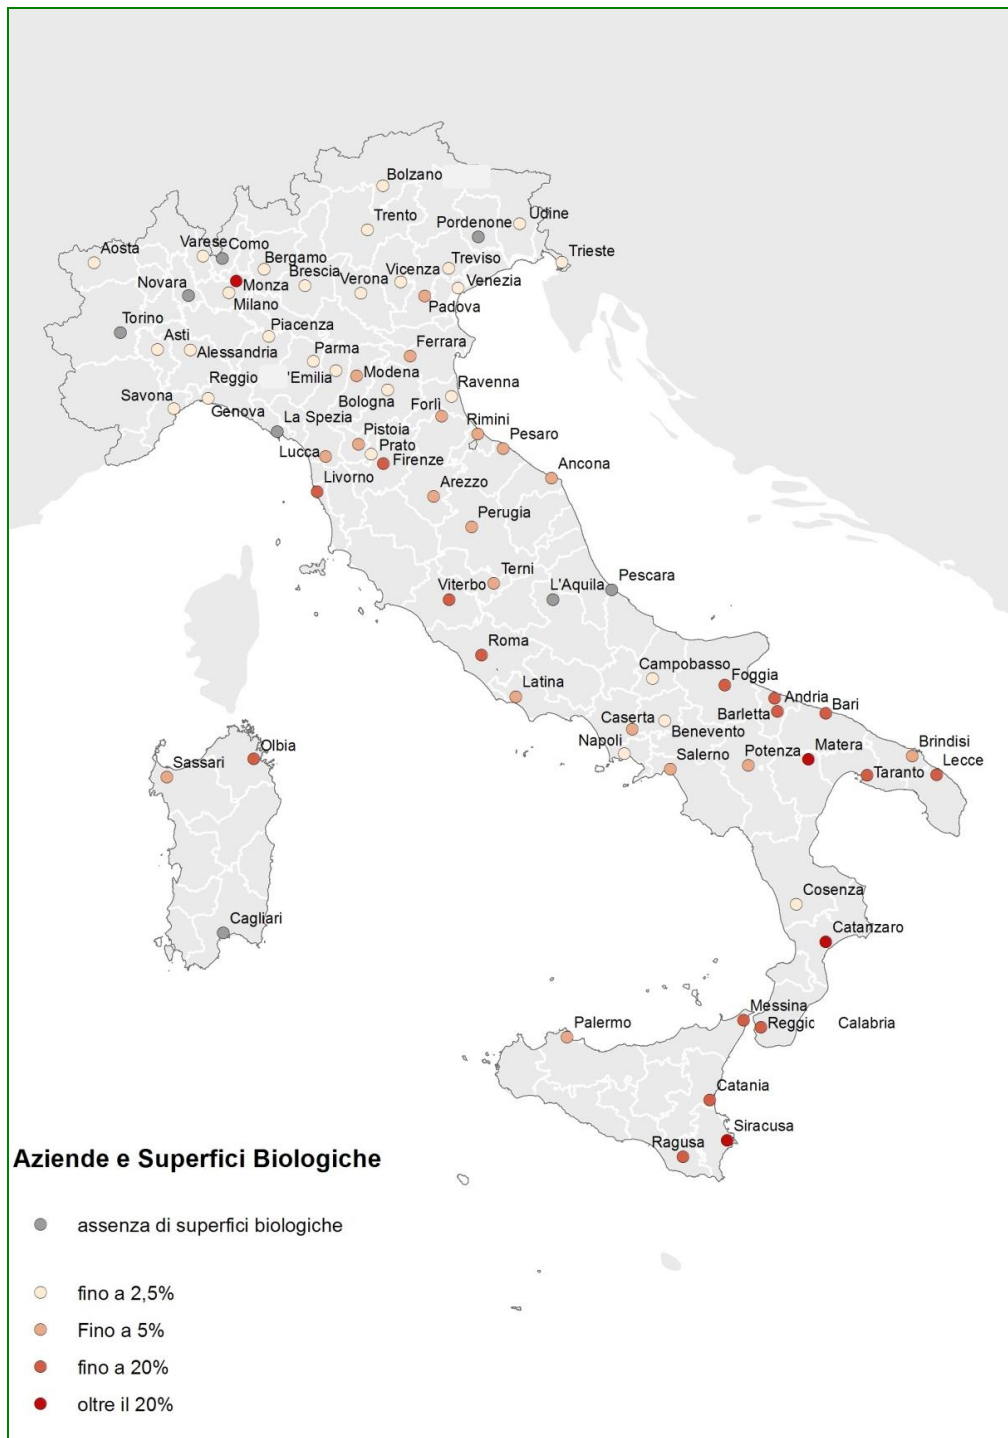 Bolzano
Trento
Pordenone
Udine
Aosta
Varese
Como
Bergamo
Brescia
Verona
Vicenza
Treviso
Trieste
Venezia
Novara
Monza
Milano
Padova
Torino
Asti
Piacenza
Alessandria
Parma
Ferrara
'Emilia
Modena
Reggio
Savona
Genova
La Spezia
Bologna
Forlì
Ravenna
Rimini
Pistoia
Prato
Pesaro
Lucca
Firenze
Livorno
Arezzo
Ancona
Perugia
Terni
Viterbo
L'Aquila
Pescara
Roma
Latina
Campobasso
Foggia
Andria
Barletta
Bari
Caserta
Benevento
Napoli
Salerno
Potenza
Matera
Brindisi
Taranto
Lecce
Olbia
Sassari
Cagliari
Cosenza
Catanzaro
Messina
Reggic Calabria
Palermo
Catania
Siracusa
Ragusa
Aziende e Superfici Biologiche
assenza di superfici biologiche
fino a 2,5%
Fino a 5%
fino a 20%
oltre il 20%